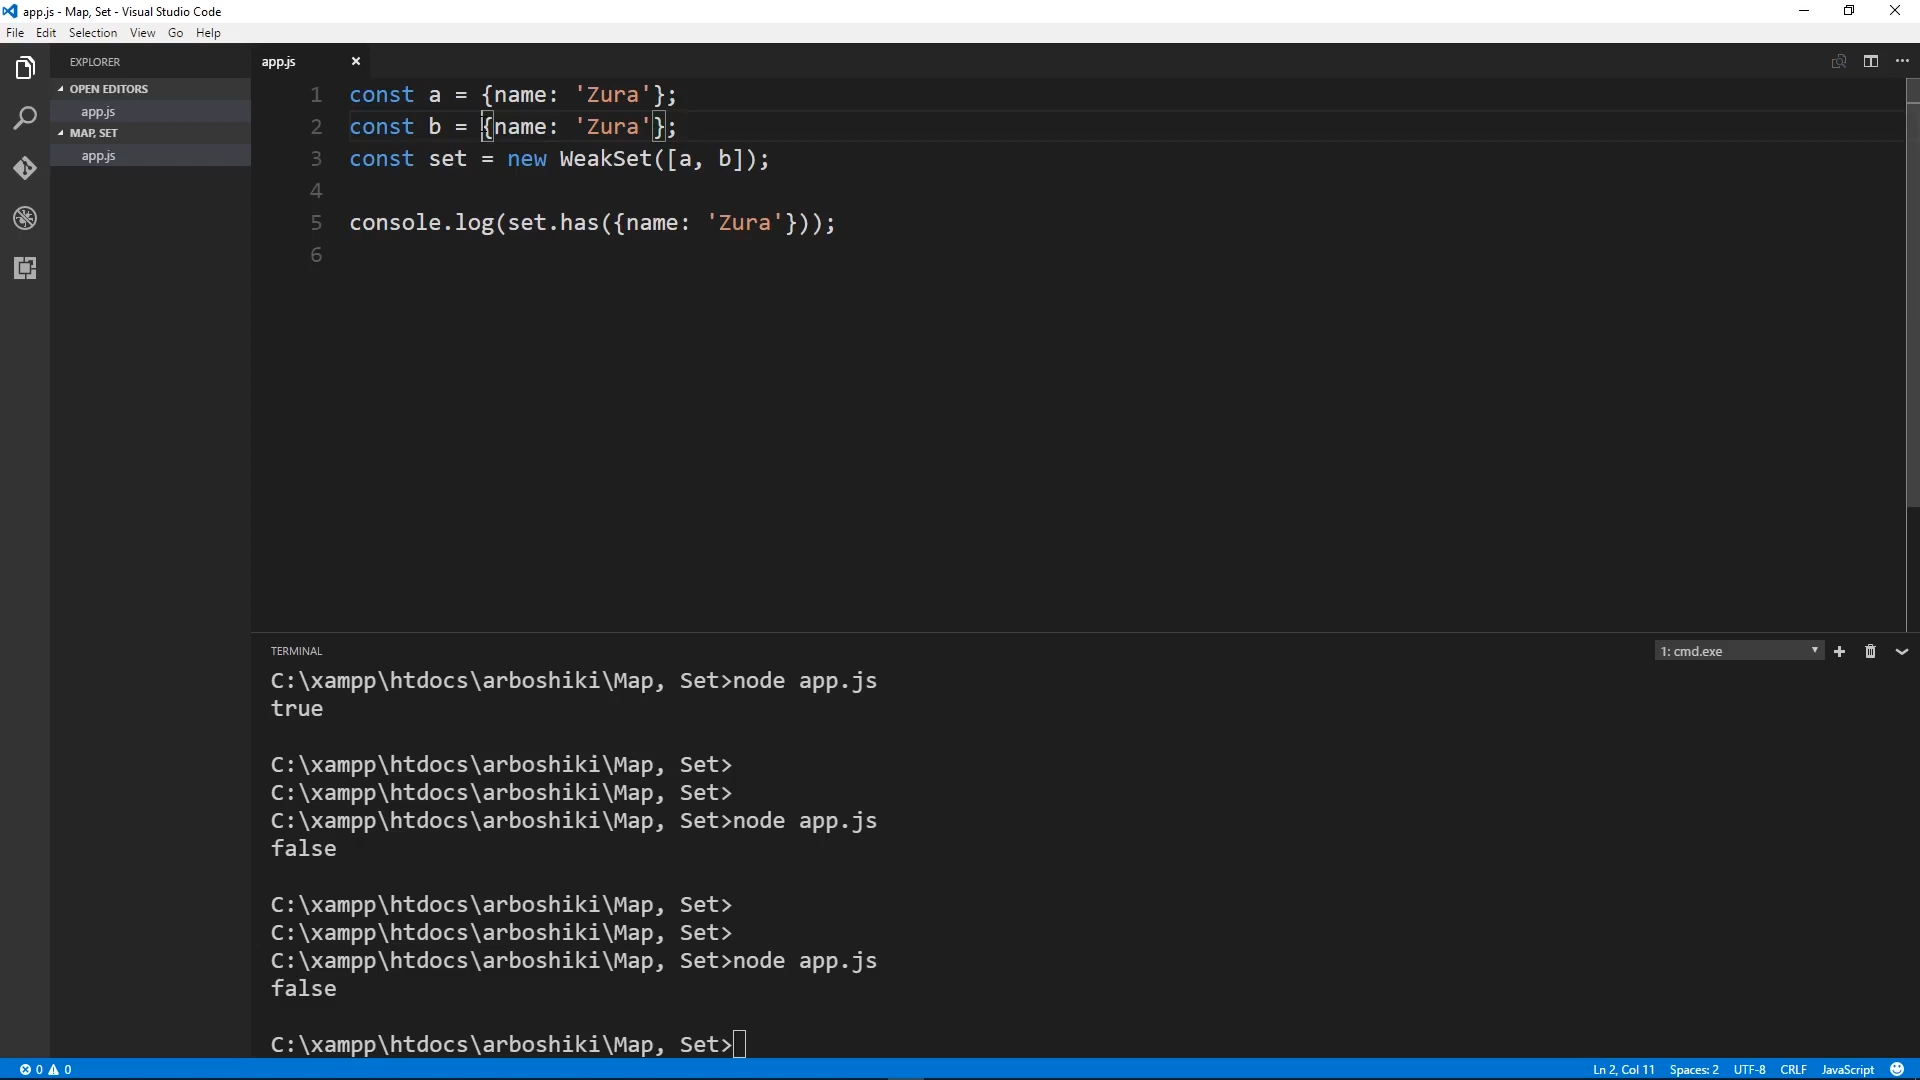 app.js - Map, Set - Visual Studio Code
File Edit Selection View Go Help
EXPLORER
OPEN EDITORS
app.js
MAP, SET
app.js
app.js
1 const a = {name: 'Zura'};
2 const b = {name: 'Zura'};
3 const set = new WeakSet([a, b]);
4
5 console.log(set.has({name: 'Zura'}));
6
TERMINAL
1: cmd.exe
C:\xampp\htdocs\arboshiki\Map, Set>node app.js
true
C:\xampp\htdocs\arboshiki\Map, Set>
C:\xampp\htdocs\arboshiki\Map, Set>
C:\xampp\htdocs\arboshiki\Map, Set>node app.js
false
C:\xampp\htdocs\arboshiki\Map, Set>
C:\xampp\htdocs\arboshiki\Map, Set>
C:\xampp\htdocs\arboshiki\Map, Set>node app.js
false
C:\xampp\htdocs\arboshiki\Map, Set>
0 0 Ln 2, Col 11 Spaces: 2 UTF-8 CRLF JavaScript